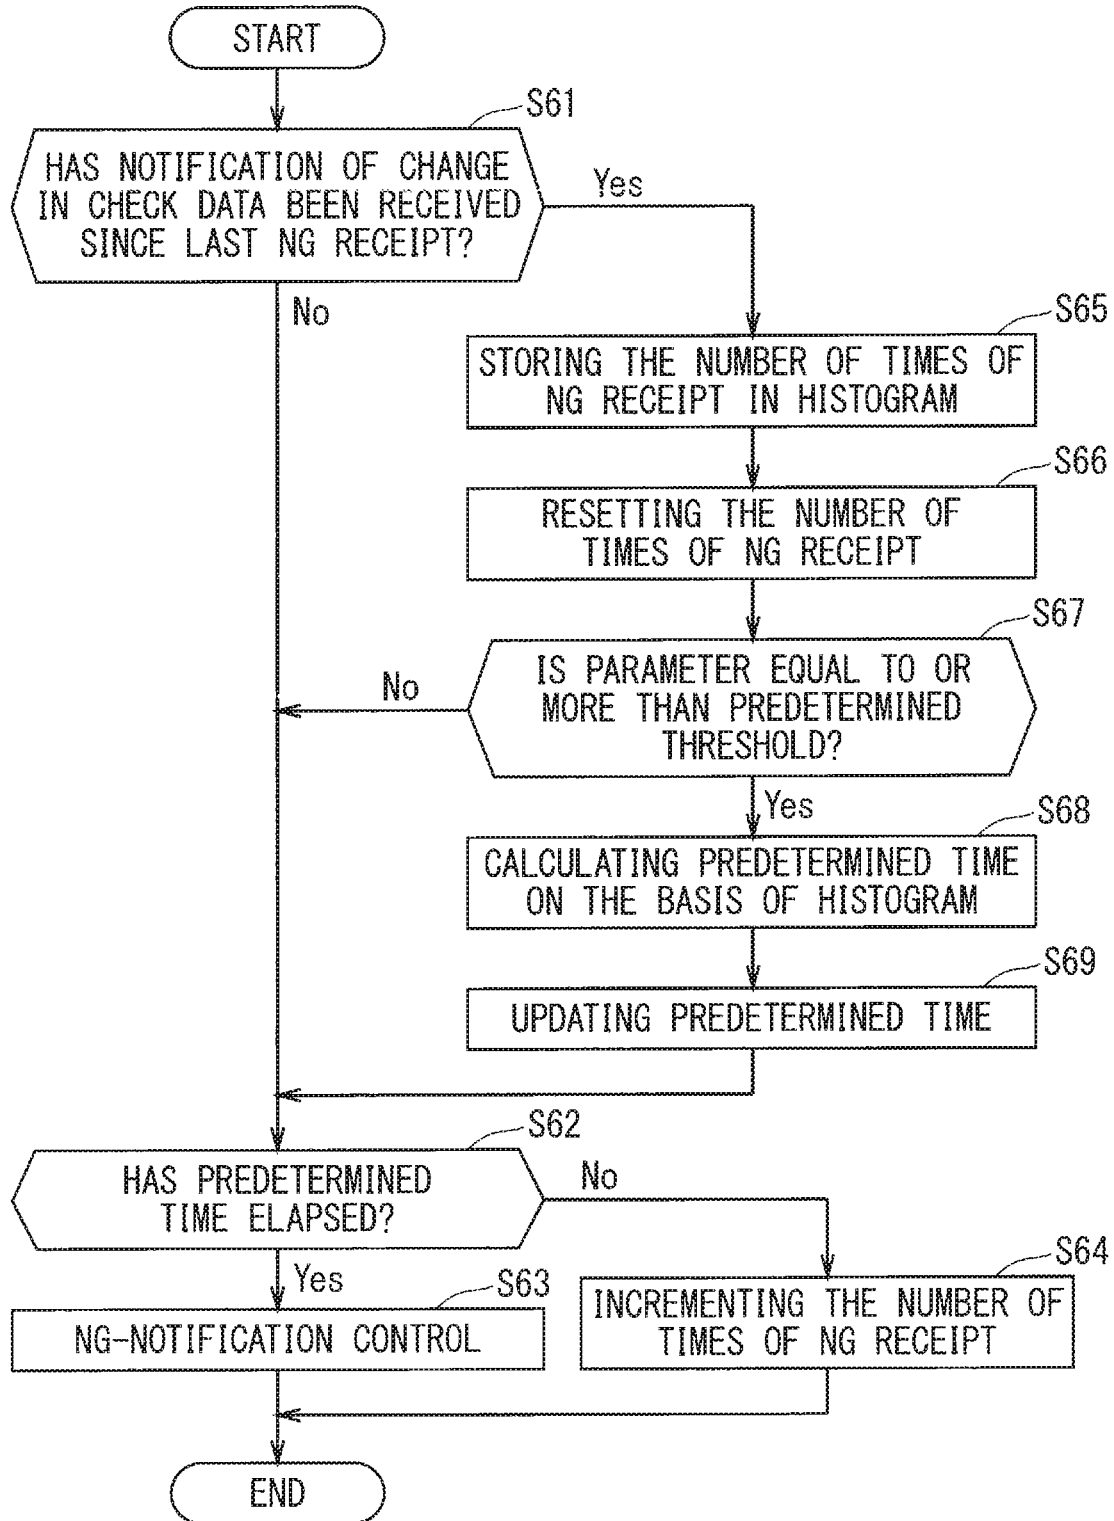 START
S61
HAS NOTIFICATION OF CHANGE
IN CHECK DATA BEEN RECEIVED
SINCE LAST NG RECEIPT?
Yes
No
S65
STORING THE NUMBER OF TIMES OF
NG RECEIPT IN HISTOGRAM
S66
RESETTING THE NUMBER OF
TIMES OF NG RECEIPT
S67
IS PARAMETER EQUAL TO OR
MORE THAN PREDETERMINED
THRESHOLD?
No
Yes
S68
CALCULATING PREDETERMINED TIME
ON THE BASIS OF HISTOGRAM
S69
UPDATING PREDETERMINED TIME
S62
HAS PREDETERMINED
TIME ELAPSED?
No
Yes
S63
NG-NOTIFICATION CONTROL
S64
INCREMENTING THE NUMBER OF
TIMES OF NG RECEIPT
END